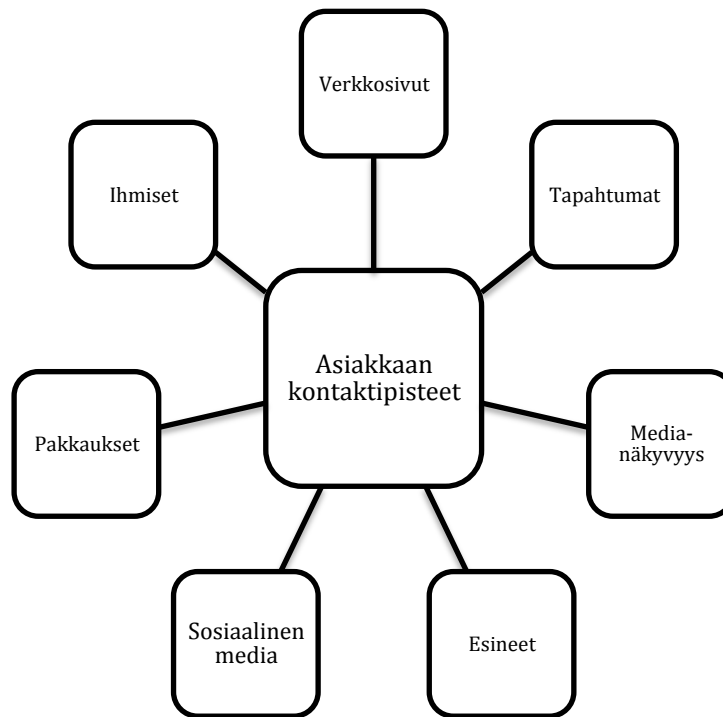 Verkkosivut
Ihmiset
Tapahtumat
Asiakkaan
kontaktipisteet
Pakkaukset
Media-
näkyvyys
Sosiaalinen
media
Esineet